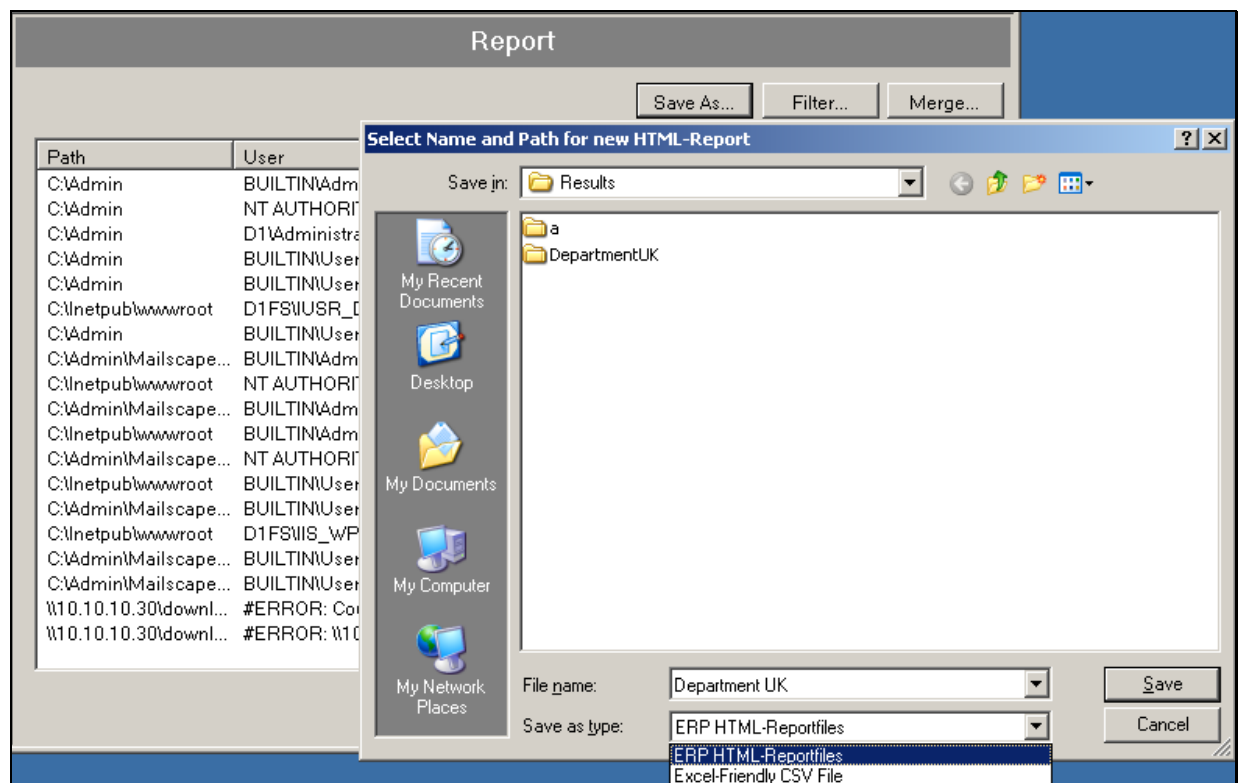 Report
Save As... Filter... Merge...
Select Name and Path for new HTML-Report
Path User
Save in: Results
C:\Admin BUILTIN\Adm
C:\Admin NT AUTHORI
C:\Admin D1\Administra
C:\Admin BUILTIN\User
C:\Admin BUILTIN\User
C:\Inetpub\wwwroot D1FS\IUSR_D
C:\Admin BUILTIN\User
C:\Admin\Mailscape... BUILTIN\Adm
C:\Inetpub\wwwroot NT AUTHORI
C:\Admin\Mailscape... BUILTIN\Adm
C:\Inetpub\wwwroot BUILTIN\Adm
C:\Admin\Mailscape... NT AUTHORI
C:\Inetpub\wwwroot BUILTIN\User
C:\Admin\Mailscape... BUILTIN\User
C:\Inetpub\wwwroot D1FS\IIS_WP
C:\Admin\Mailscape... BUILTIN\User
C:\Admin\Mailscape... BUILTIN\User
\\10.10.10.30\downl... #ERROR: Co
\\10.10.10.30\downl... #ERROR: \\10
My Recent
Documents
Desktop
My Documents
My Computer
My Network
Places
a
DepartmentUK
File name: Department UK Save
Save as type: ERP HTML-Reportfiles Cancel
ERP HTML-Reportfiles
Excel-Friendly CSV File